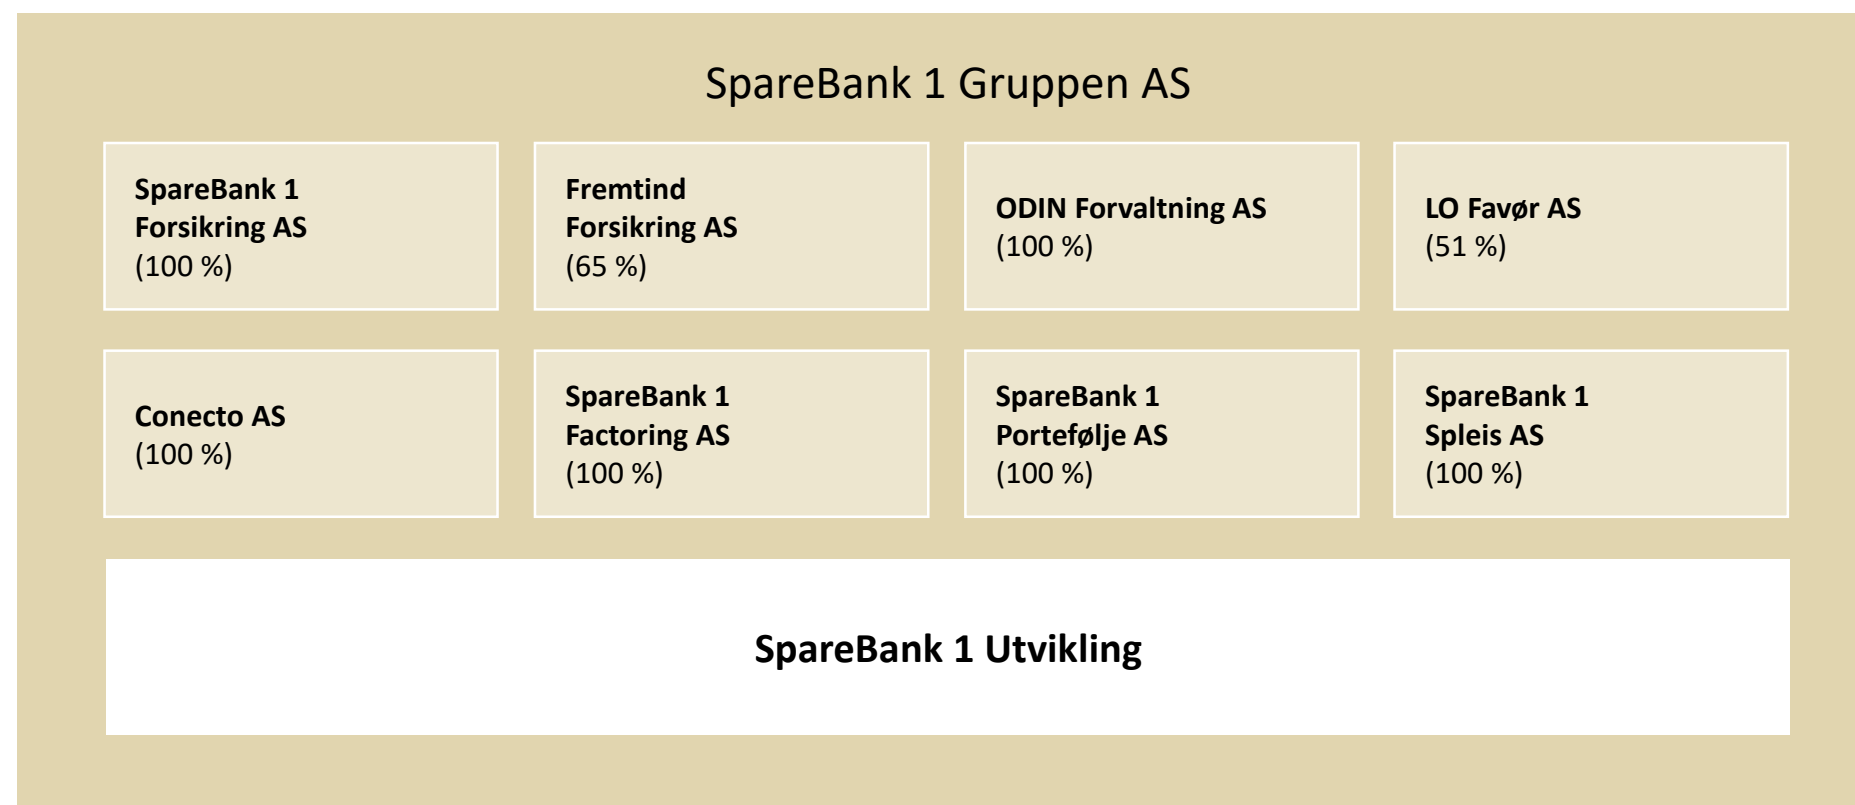 SpareBank 1 Gruppen AS
SpareBank 1
Forsikring AS
(100 %)
Fremtind
Forsikring AS
(65 %)
ODIN Forvaltning AS
(100 %)
LO Favør AS
(51 %)
Conecto AS
(100 %)
SpareBank 1
Factoring AS
(100 %)
SpareBank 1
Portefølje AS
(100 %)
SpareBank 1
Spleis AS
(100 %)
SpareBank 1 Utvikling